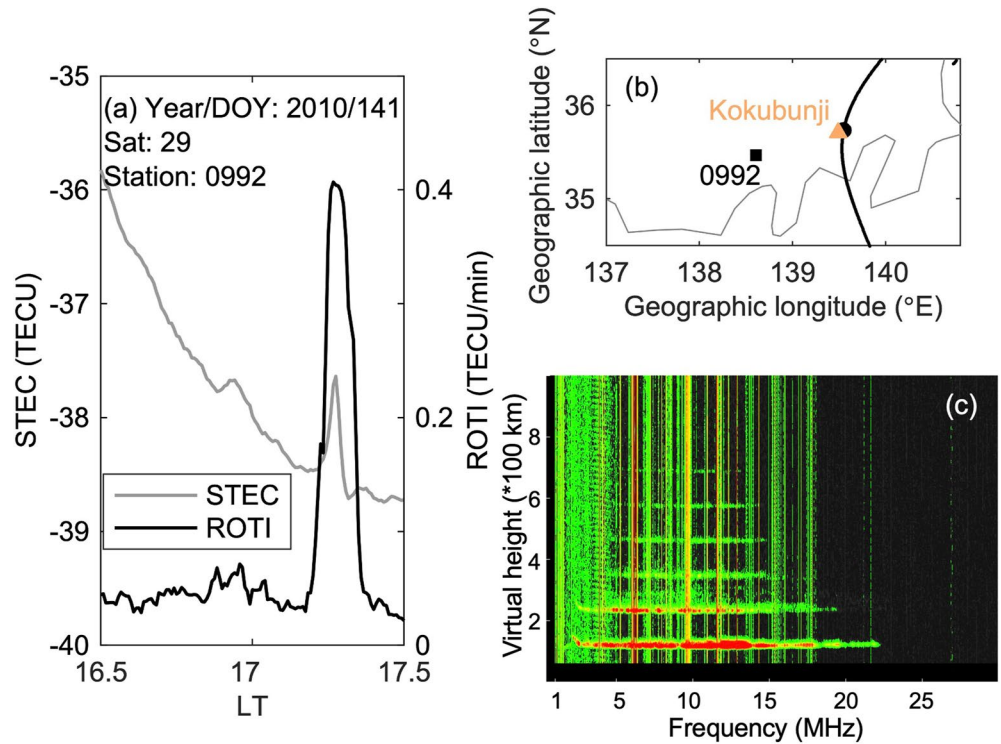 -35
-36
-37
-38
-39
-40
STEC (TECU)
(a) Year/DOY: 2010/141
Sat: 29
Station: 0992
STEC
ROTI
16.5
17
17.5
LT
0.4
0.2
0
ROTI (TECU/min)
(b)
Kokubunji
0992
36
35
Geographic latitude (°N)
137
138
139
140
Geographic longitude (°E)
(c)
8
6
4
2
Virtual height (*100 km)
1
5
10
15
20
25
Frequency (MHz)